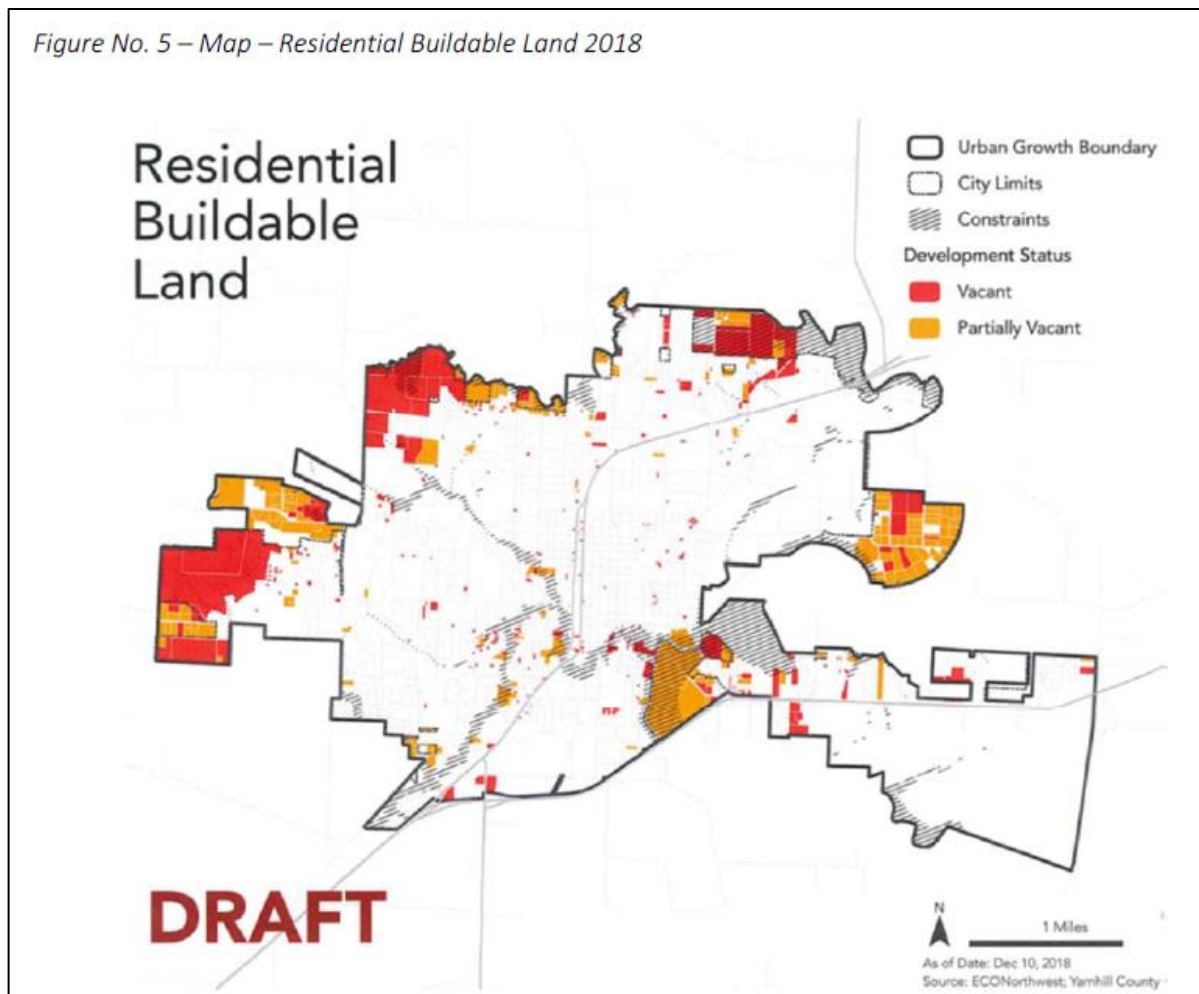 Figure No. 5 – Map – Residential Buildable Land 2018
Residential
Buildable
Land
Urban Growth Boundary
City Limits
Constraints
Development Status
Vacant
Partially Vacant
DRAFT
N
1 Miles
As of Date: Dec 10, 2018
Source: ECONorthwest; Yamhill County